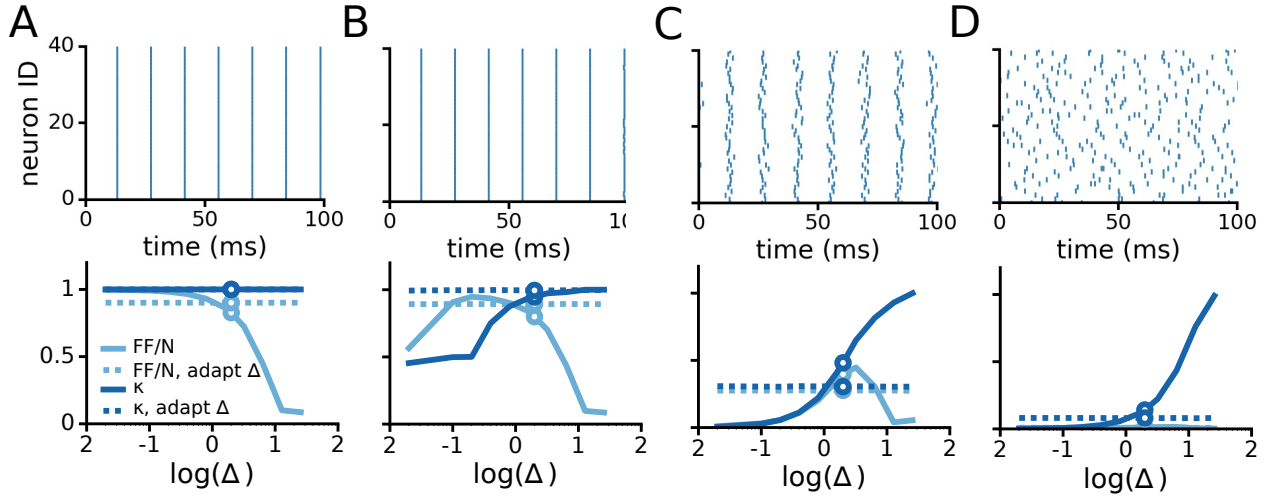 A B C D
40
20
0
neuron ID
0 50 100
time (ms)
0 50
time (ms)
0 50 100
time (ms)
0 50 100
time (ms)
1
0.5
0
FF/N
FF/N, adapt Δ
κ
κ, adapt Δ
2 -1 0 1 2
log(Δ)
2 -1 0 1 2
log(Δ)
2 -1 0 1 2
log(Δ)
2 -1 0 1 2
log(Δ)